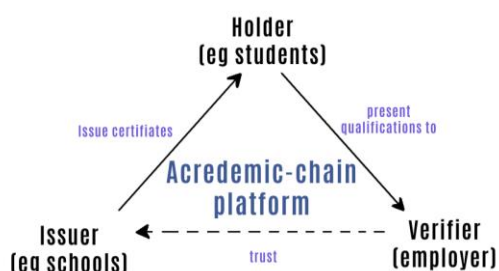 Holder
(eg students)
Issue certifiates
present
qualifications to
Acredemic-chain
platform
Issuer
(eg schools)
Verifier
(employer)
trust